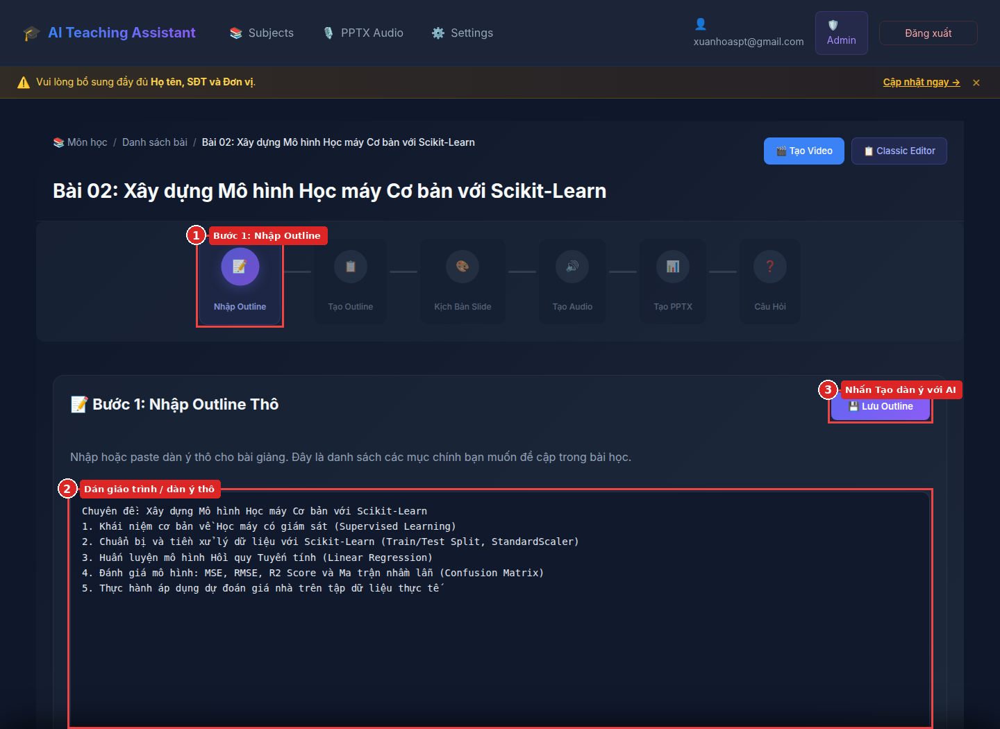 AI Teaching Assistant
Subjects
PPTX Audio
Settings
xuanhoaspt@gmail.com
Admin
Đăng xuất
Vui lòng bổ sung đầy đủ Họ tên, SĐT và Đơn vị.
Cập nhật ngay →
Môn học / Danh sách bài / Bài 02: Xây dựng Mô hình Học máy Cơ bản với Scikit-Learn
Tạo Video
Classic Editor
Bài 02: Xây dựng Mô hình Học máy Cơ bản với Scikit-Learn
1 Bước 1: Nhập Outline
Nhập Outline
Tạo Outline
Kịch Bản Slide
Tạo Audio
Tạo PPTX
Câu Hỏi
Bước 1: Nhập Outline Thô
3 Nhấn Tạo dàn ý với AI
Lưu Outline
Nhập hoặc paste dàn ý thô cho bài giảng. Đây là danh sách các mục chính bạn muốn đề cập trong bài học.
2 Dán giáo trình / dàn ý thô
Chuyên đề: Xây dựng Mô hình Học máy Cơ bản với Scikit-Learn
1. Khái niệm cơ bản về Học máy có giám sát (Supervised Learning)
2. Chuẩn bị và tiền xử lý dữ liệu với Scikit-Learn (Train/Test Split, StandardScaler)
3. Huấn luyện mô hình Hồi quy Tuyến tính (Linear Regression)
4. Đánh giá mô hình: MSE, RMSE, R2 Score và Ma trận nhầm lẫn (Confusion Matrix)
5. Thực hành áp dụng dự đoán giá nhà trên tập dữ liệu thực tế